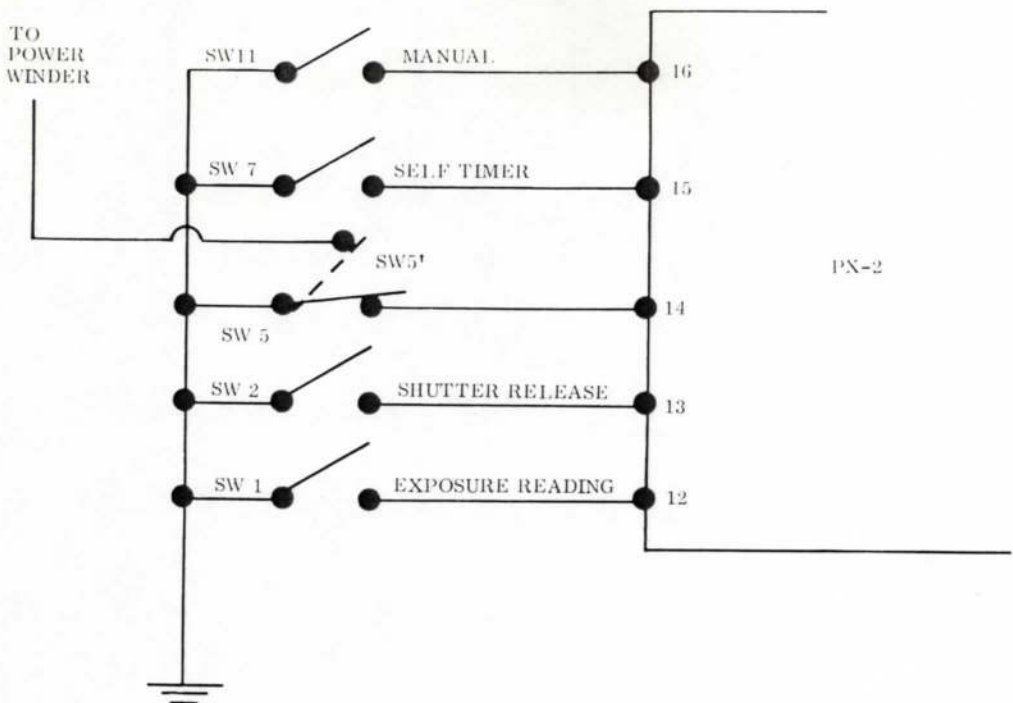 TO
POWER
WINDER
SW11
MANUAL
16
SW 7
SELF TIMER
15
SW5'
PX-2
SW 5
14
SW 2
SHUTTER RELEASE
13
SW 1
EXPOSURE READING
12